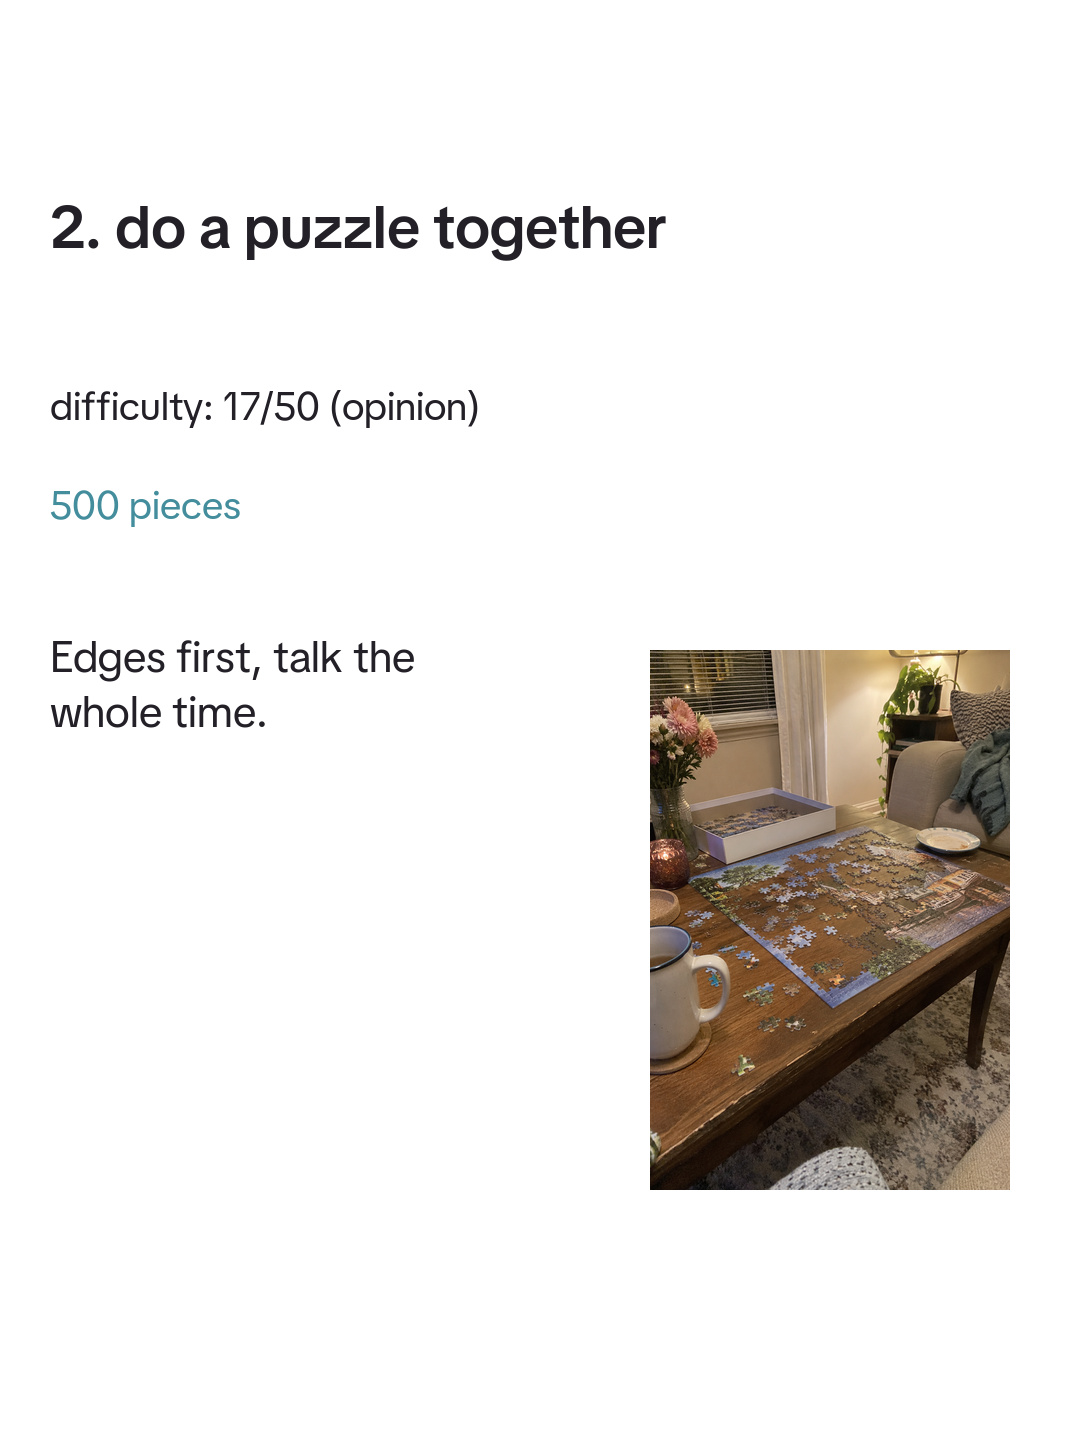 2. do a puzzle together
difficulty: 17/50 (opinion)
500 pieces
Edges first, talk the
whole time.